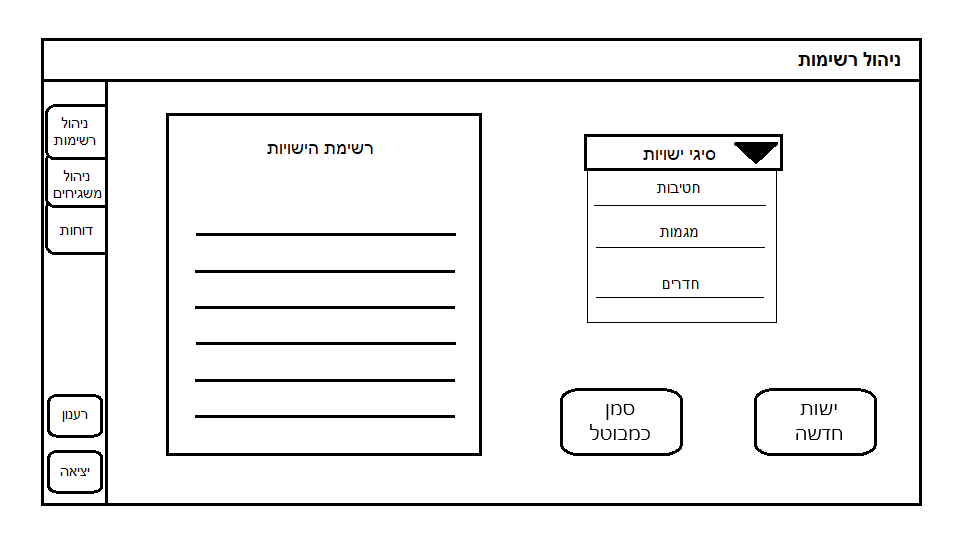 ניהול רשימות
סיגי ישויות
חטיבות
מגמות
חדרים
ישות
חדשה
סמן
כמבוטל
רשימת הישויות
ניהול
רשימות
ניהול
משגיחים
דוחות
רענון
יציאה